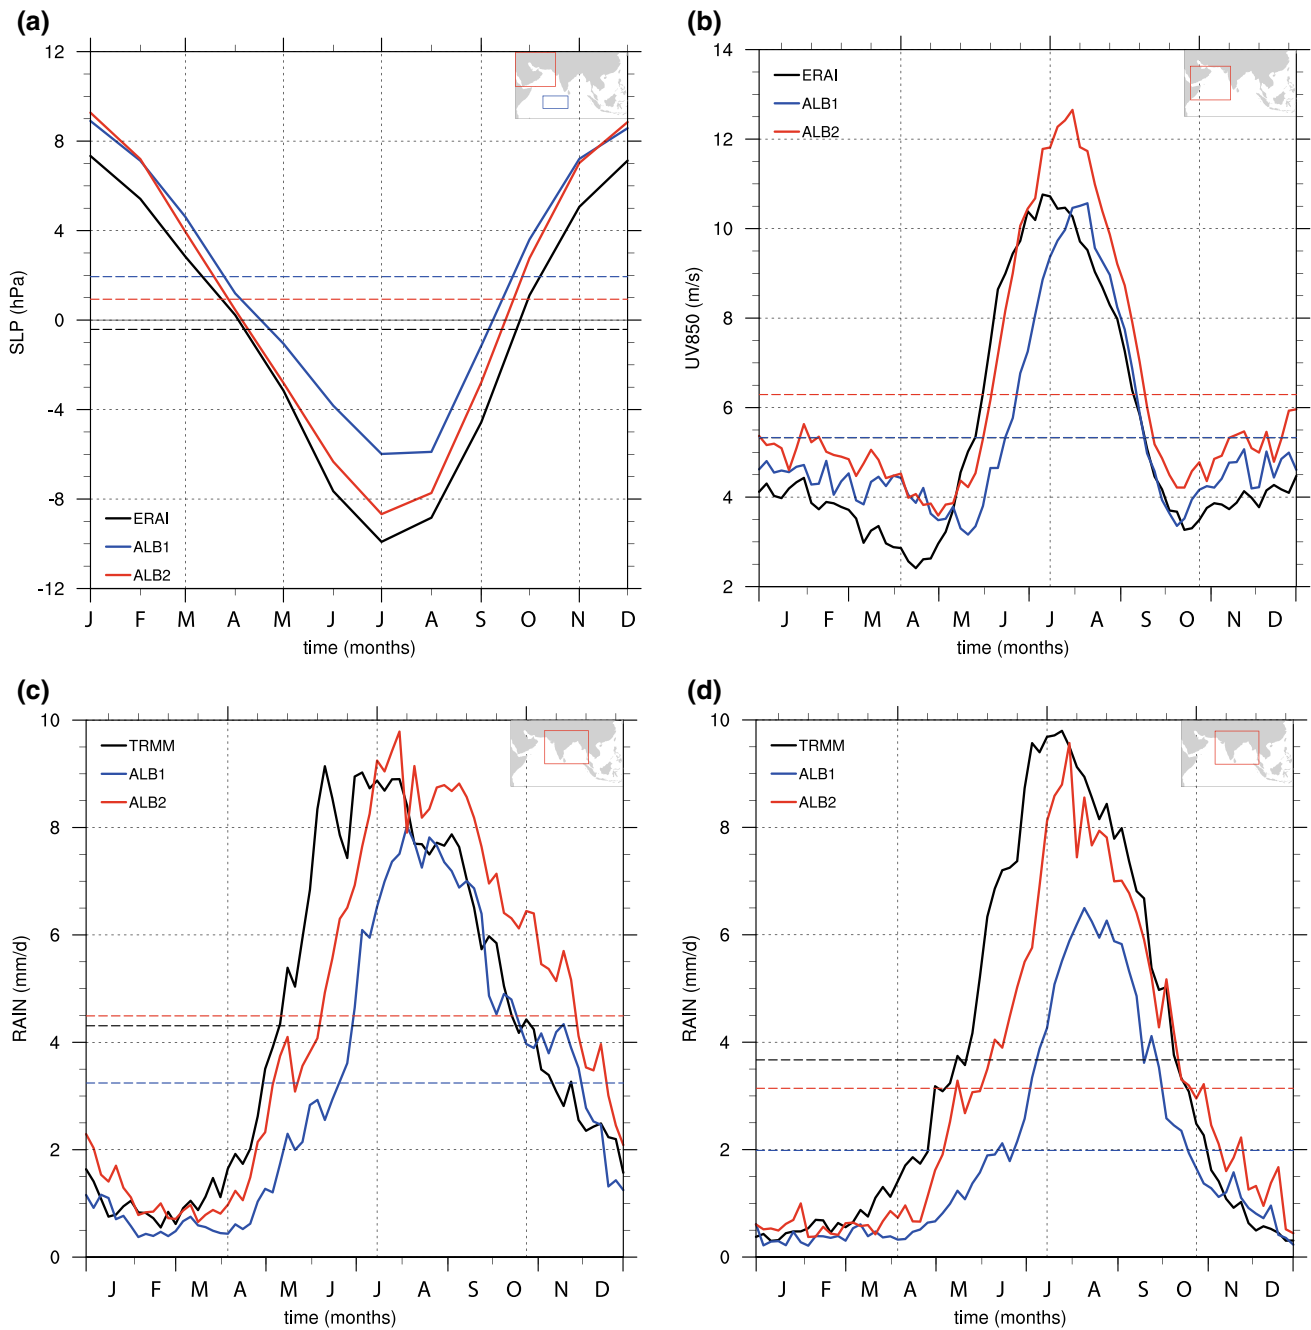 (a)
12
8
4
0
-4
-8
-12
SLP (hPa)
ERAI
ALB1
ALB2
J F M A M J J A S O N D
time (months)
(b)
14
12
10
8
6
4
2
UV850 (m/s)
ERAI
ALB1
ALB2
J F M A M J J A S O N D
time (months)
(c)
10
8
6
4
2
0
RAIN (mm/d)
TRMM
ALB1
ALB2
J F M A M J J A S O N D
time (months)
(d)
10
8
6
4
2
0
RAIN (mm/d)
TRMM
ALB1
ALB2
J F M A M J J A S O N D
time (months)